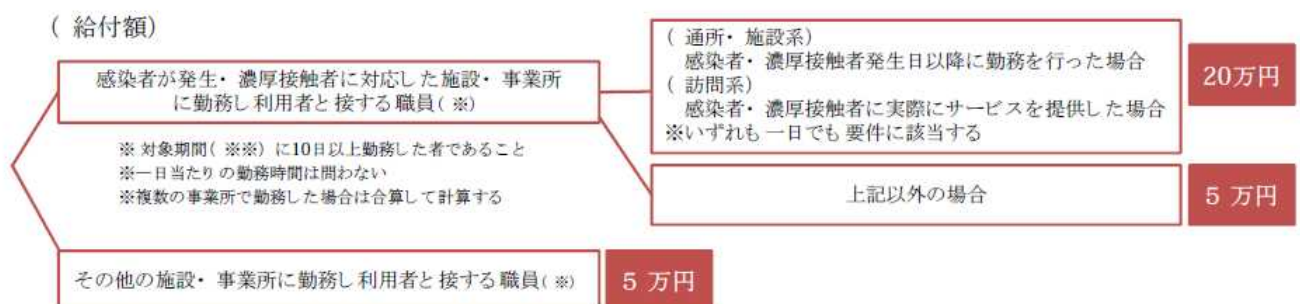 ( 給付額)
感染者が発生・ 濃厚接触者に対応した施設・ 事業所
に勤務し利用者と接する職員( ※)
※ 対象期間( ※※) に10日以上勤務した者であること
※一日当たりの勤務時間は問わない
※複数の事業所で勤務した場合は合算して計算する
( 通所・ 施設系)
感染者・ 濃厚接触者発生日以降に勤務を行った場合
( 訪問系)
感染者・ 濃厚接触者に実際にサービスを提供した場合
※いずれも一日でも要件に該当する
20万円
上記以外の場合
5 万円
その他の施設・ 事業所に勤務し利用者と接する職員( ※)
5 万円